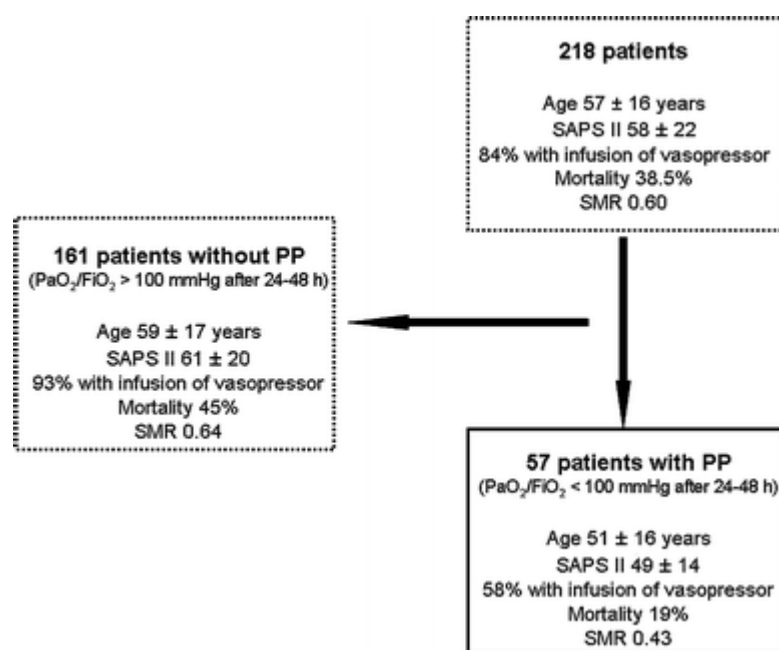 218 patients
Age 57 ± 16 years
SAPS II 58 ± 22
84% with infusion of vasopressor
Mortality 38.5%
SMR 0.60
161 patients without PP
(PaO₂/FiO₂ > 100 mmHg after 24-48 h)
Age 59 ± 17 years
SAPS II 61 ± 20
93% with infusion of vasopressor
Mortality 45%
SMR 0.64
57 patients with PP
(PaO₂/FiO₂ < 100 mmHg after 24-48 h)
Age 51 ± 16 years
SAPS II 49 ± 14
58% with infusion of vasopressor
Mortality 19%
SMR 0.43